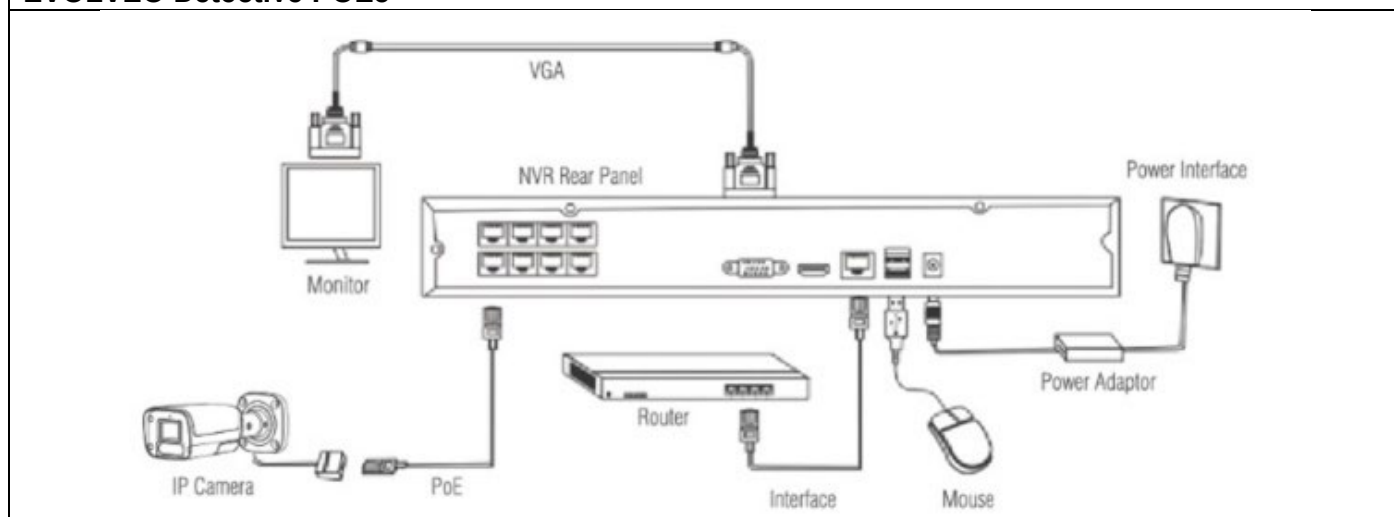 VGA
NVR Rear Panel
Power Interface
Monitor
Power Adaptor
Router
IP Camera
PoE
Interface
Mouse